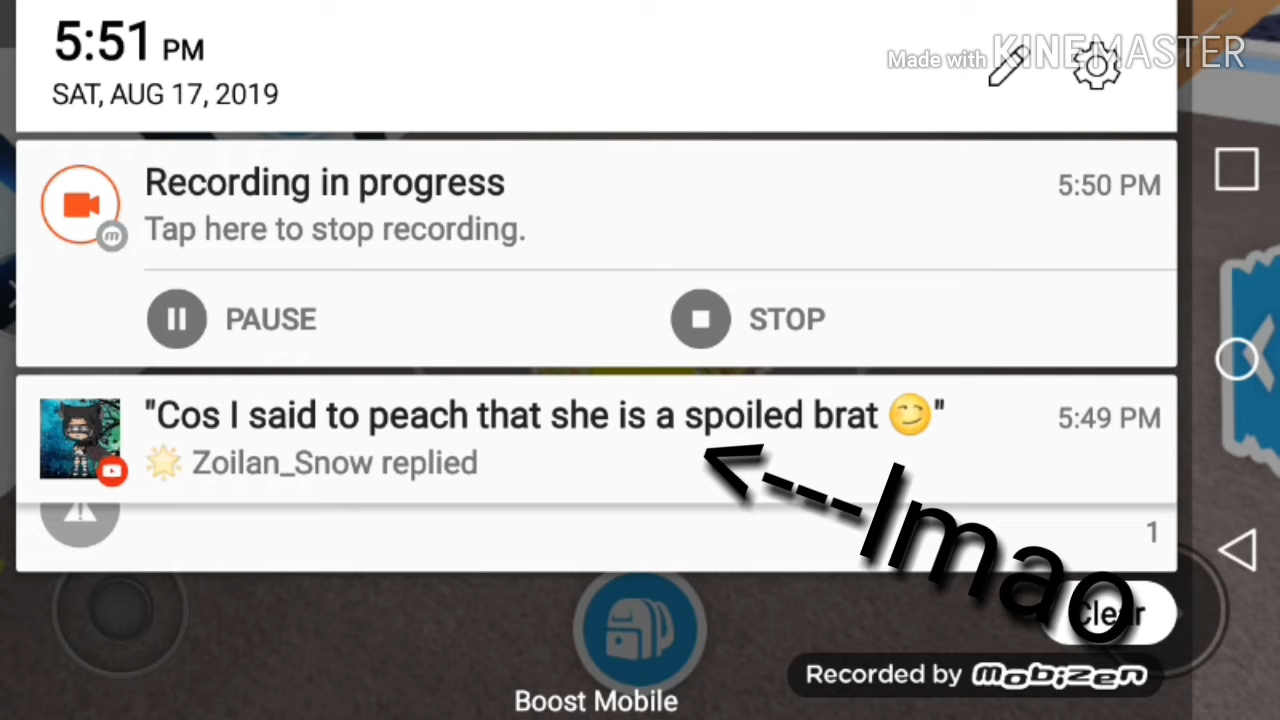 5:51 PM
Made with KINEMASTER
SAT, AUG 17, 2019
Recording in progress
5:50 PM
Tap here to stop recording.
PAUSE
STOP
"Cos I said to peach that she is a spoiled brat 😏"
5:49 PM
🌟 Zoilan_Snow replied
<---lmao
1
Clear
Recorded by mobizen
Boost Mobile